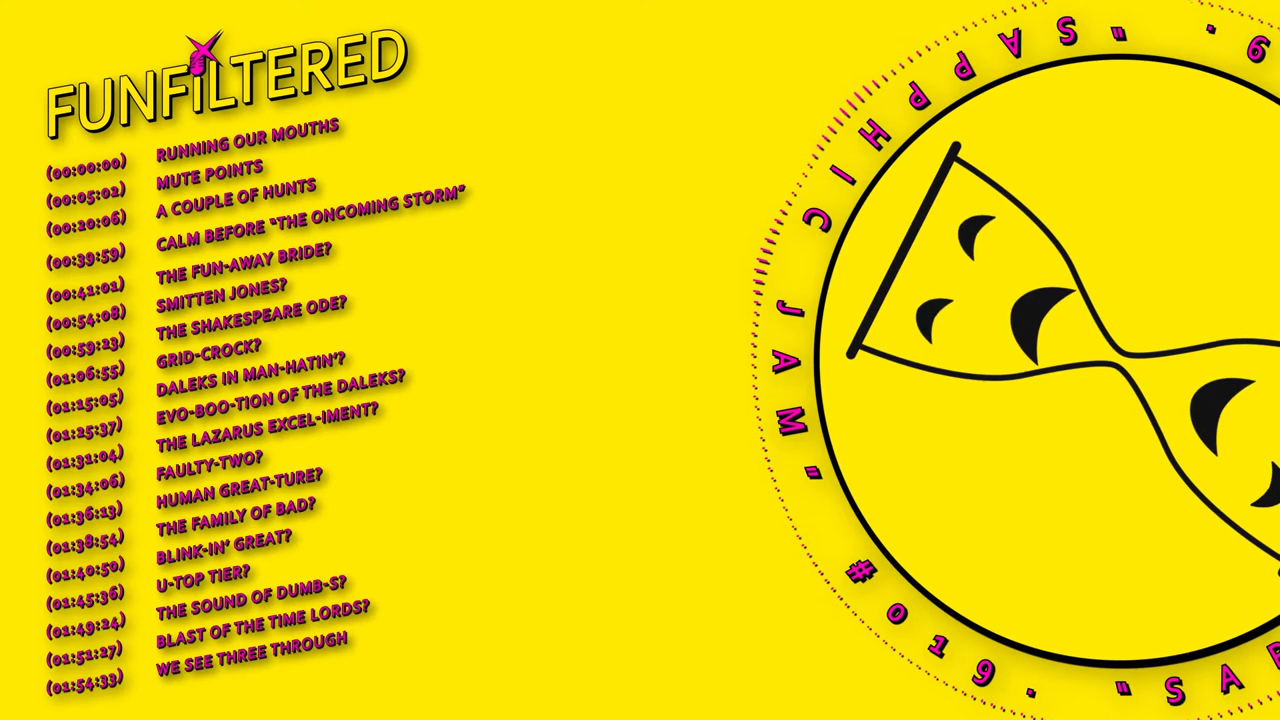 FUNFiLTERED
(00:00:00) RUNNING OUR MOUTHS
(00:05:02) MUTE POINTS
(00:20:06) A COUPLE OF HUNTS
(00:39:59) CALM BEFORE "THE ONCOMING STORM"
(00:41:01) THE FUN-AWAY BRIDE?
(00:54:08) SMITTEN JONES?
(00:59:23) THE SHAKESPEARE ODE?
(01:06:55) GRID-CROCK?
(01:15:05) DALEKS IN MAN-HATIN'?
(01:25:37) EVO-BOO-TION OF THE DALEKS?
(01:31:04) THE LAZARUS EXCEL-IMENT?
(01:34:06) FAULTY-TWO?
(01:36:13) HUMAN GREAT-TURE?
(01:38:54) THE FAMILY OF BAD?
(01:40:50) BLINK-IN' GREAT?
(01:45:36) U-TOP TIER?
(01:49:24) THE SOUND OF DUMB-S?
(01:51:27) BLAST OF THE TIME LORDS?
(01:54:33) WE SEE THREE THROUGH
"SAPPHIC JAM" #019 · "SA